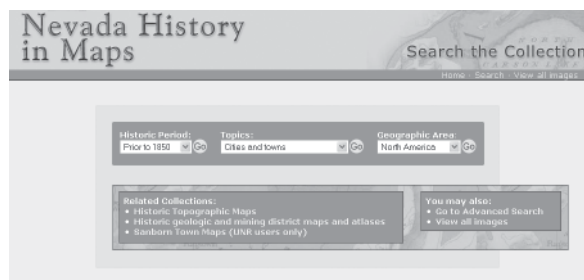 Nevada History
in Maps
Search the Collection
Home - Search - View all images
Historic Period: Topics: Geographic Area:
Prior to 1850 Go Cities and towns Go North America Go
Related Collections:
• Historic Topographic Maps
• Historic geologic and mining district maps and atlases
• Sanborn Town Maps (UNR users only)
You may also:
• Go to Advanced Search
• View all images